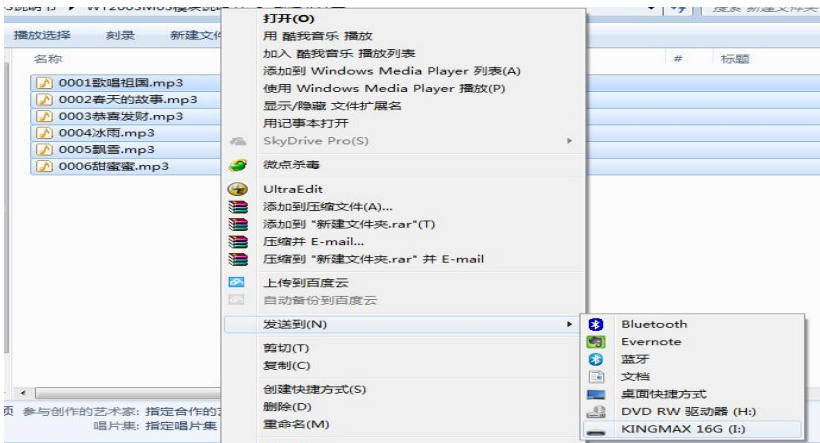 播放选择 刻录
名称
0001歌唱祖国.mp3
0002春天的故事.mp3
0003恭喜发财.mp3
0004冰雨.mp3
0005飘雪.mp3
0006甜蜜蜜.mp3
打开(O)
用 酷我音乐 播放
加入 酷我音乐 播放列表
添加到 Windows Media Player 列表(A)
使用 Windows Media Player 播放(P)
显示/隐藏 文件扩展名
用记事本打开
SkyDrive Pro(S)
微点杀毒
UltraEdit
添加到压缩文件(A)...
添加到 "新建文件夹.rar"(T)
压缩并 E-mail...
压缩到 "新建文件夹.rar" 并 E-mail
上传到百度云
自动备份到百度云
发送到(N)
剪切(T)
复制(C)
创建快捷方式(S)
删除(D)
重命名(M)
# 标题
Bluetooth
Evernote
蓝牙
文档
桌面快捷方式
DVD RW 驱动器 (H:)
KINGMAX 16G (I:)
参与创作的艺术家: 指定合作的
唱片集: 指定唱片集